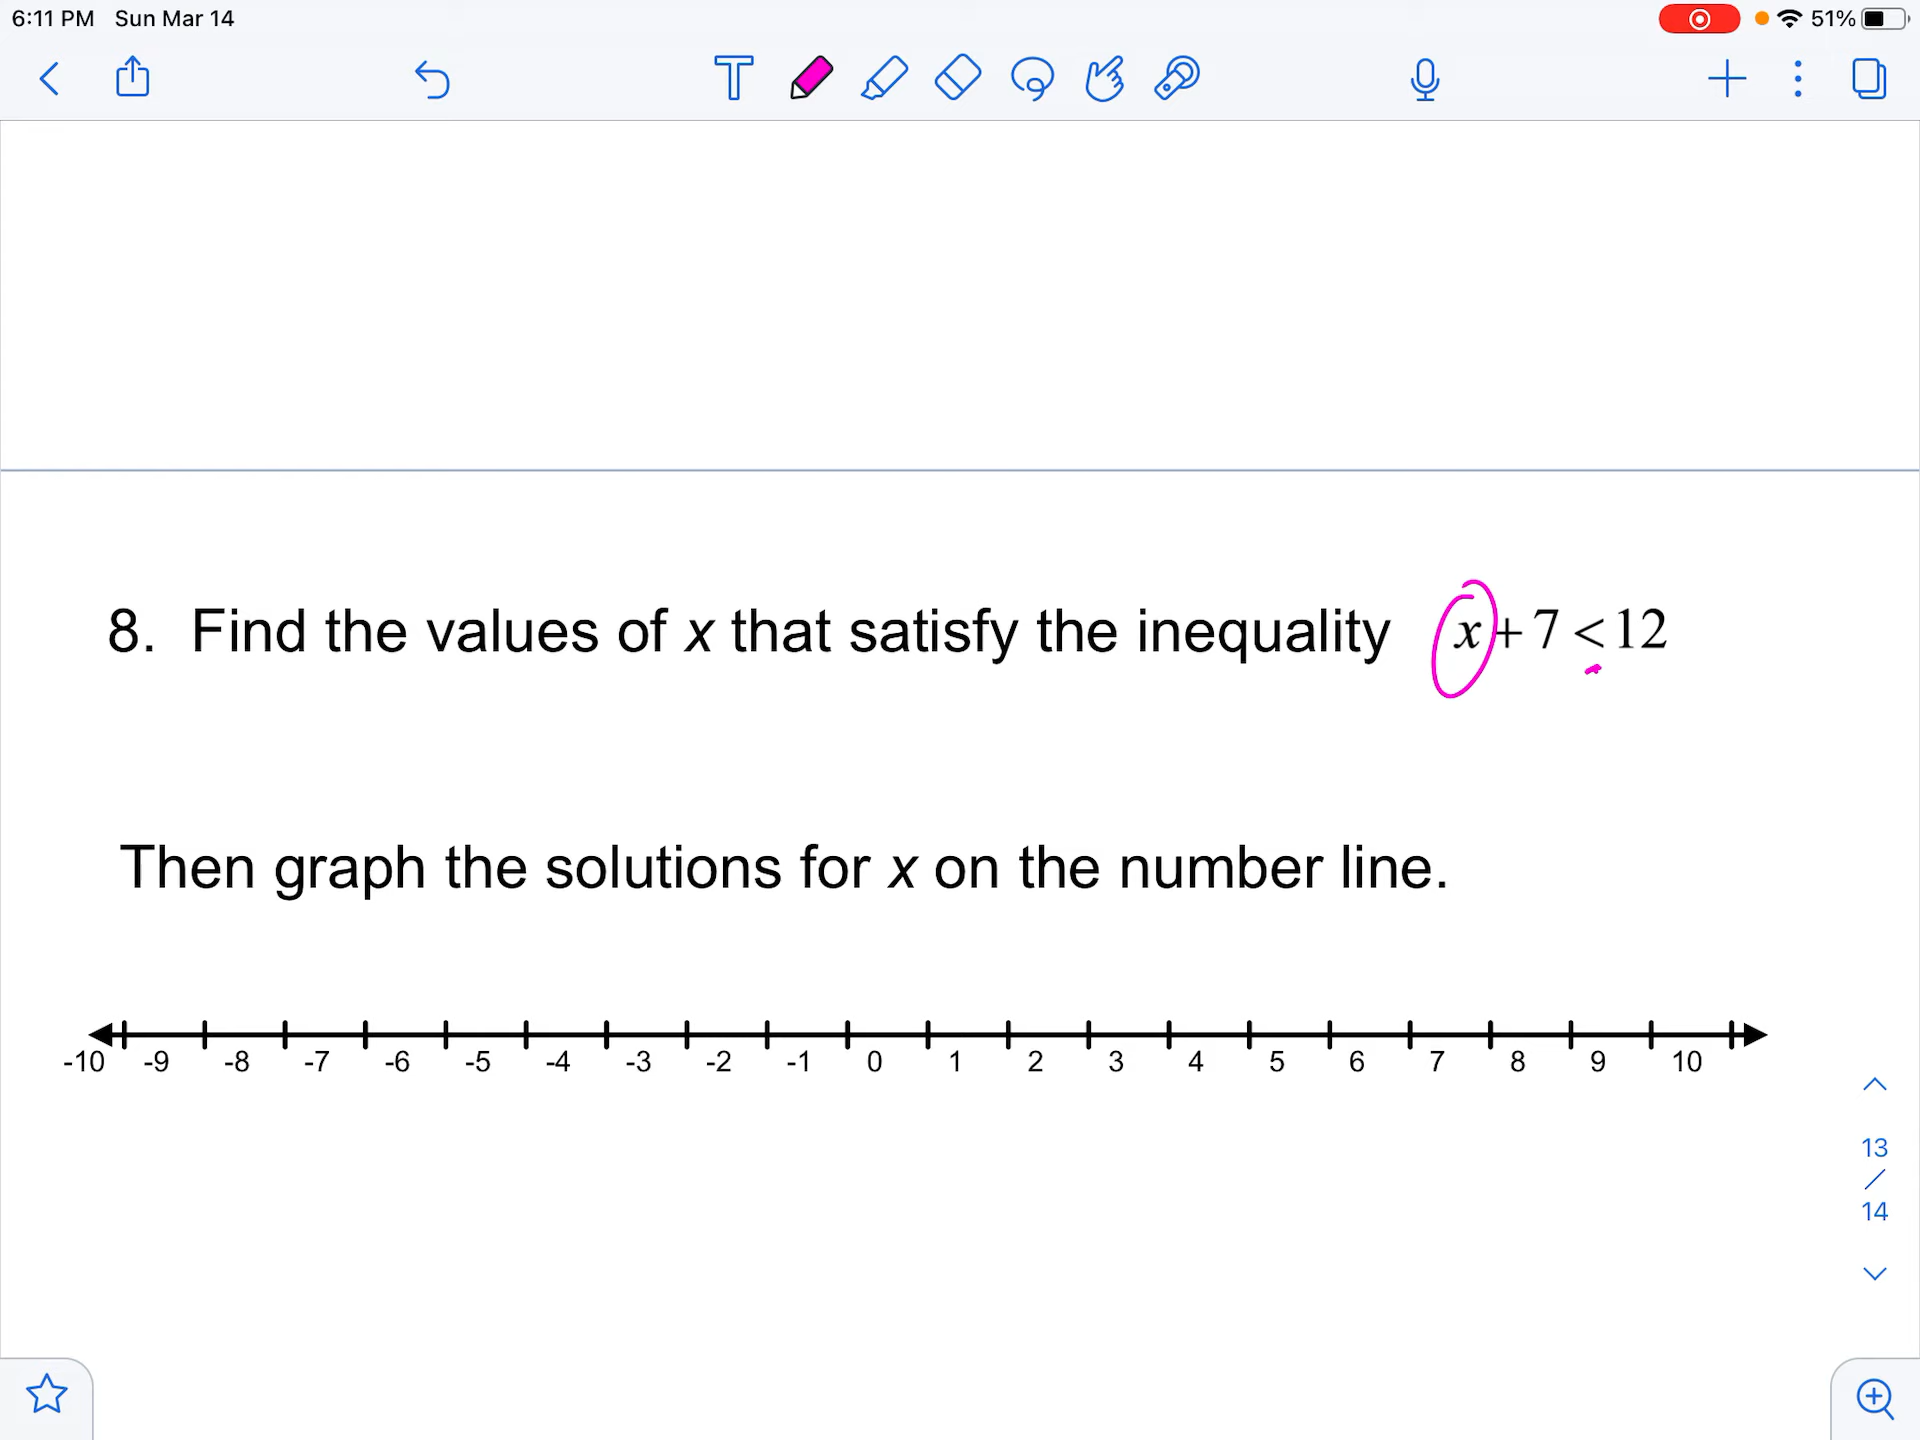 6:11 PM Sun Mar 14 51%
T
8. Find the values of x that satisfy the inequality x + 7 < 12
Then graph the solutions for x on the number line.
-10 -9 -8 -7 -6 -5 -4 -3 -2 -1 0 1 2 3 4 5 6 7 8 9 10
13
/
14